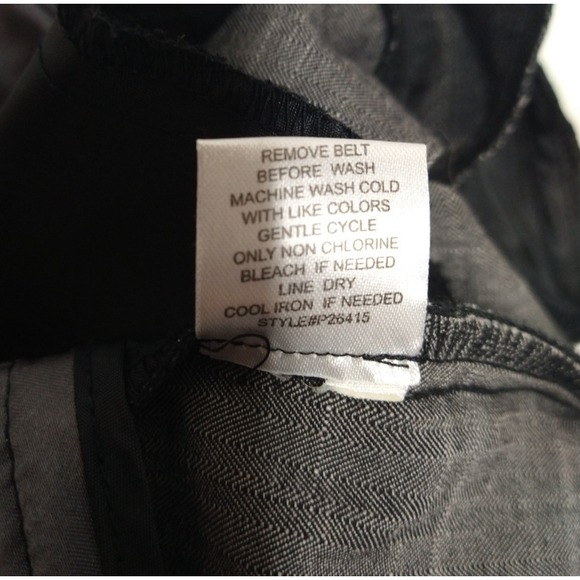 REMOVE BELT
BEFORE WASH
MACHINE WASH COLD
WITH LIKE COLORS
GENTLE CYCLE
ONLY NON CHLORINE
BLEACH IF NEEDED
LINE DRY
COOL IRON IF NEEDED
STYLE#P26415